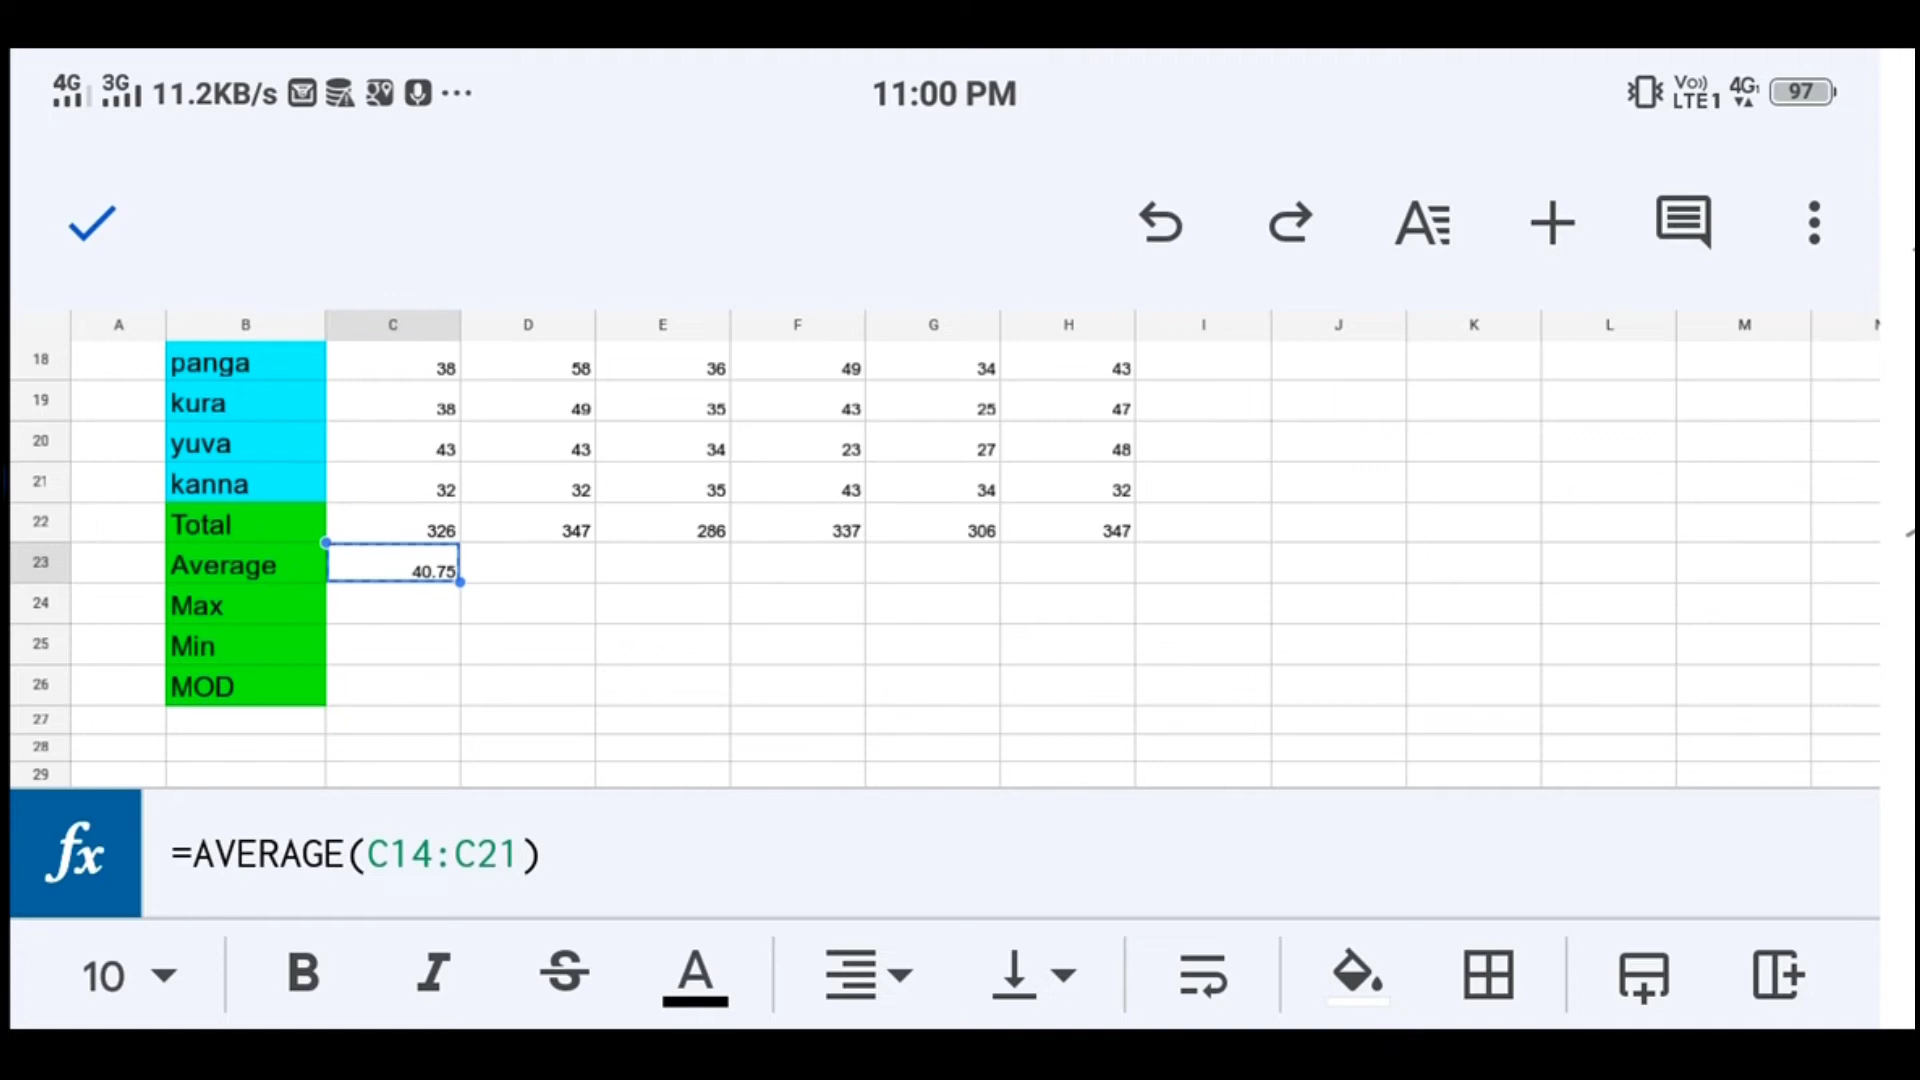 4G 3G 11.2KB/s ... 11:00 PM Vo)) LTE 1 4G 97
A B C D E F G H I J K L M
18 panga 38 58 36 49 34 43
19 kura 38 49 35 43 25 47
20 yuva 43 43 34 23 27 48
21 kanna 32 32 35 43 34 32
22 Total 326 347 286 337 306 347
23 Average 40.75
24 Max
25 Min
26 MOD
27
28
29
fx =AVERAGE(C14:C21)
10 B I S A